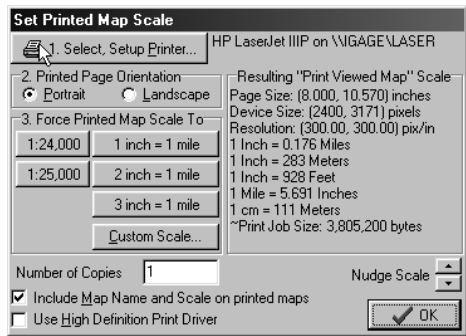 Set Printed Map Scale
1. Select, Setup Printer...
HP LaserJet IIIP on \\IGAGE\LASER
2. Printed Page Orientation
Portrait
Landscape
3. Force Printed Map Scale To
1:24,000
1 inch = 1 mile
1:25,000
2 inch = 1 mile
3 inch = 1 mile
Custom Scale...
Resulting "Print Viewed Map" Scale
Page Size: (8.000, 10.570) inches
Device Size: (2400, 3171) pixels
Resolution: (300.00, 300.00) pix/in
1 Inch = 0.176 Miles
1 Inch = 283 Meters
1 Inch = 928 Feet
1 Mile = 5.691 Inches
1 cm = 111 Meters
~Print Job Size: 3,805,200 bytes
Number of Copies
1
Nudge Scale
Include Map Name and Scale on printed maps
Use High Definition Print Driver
OK